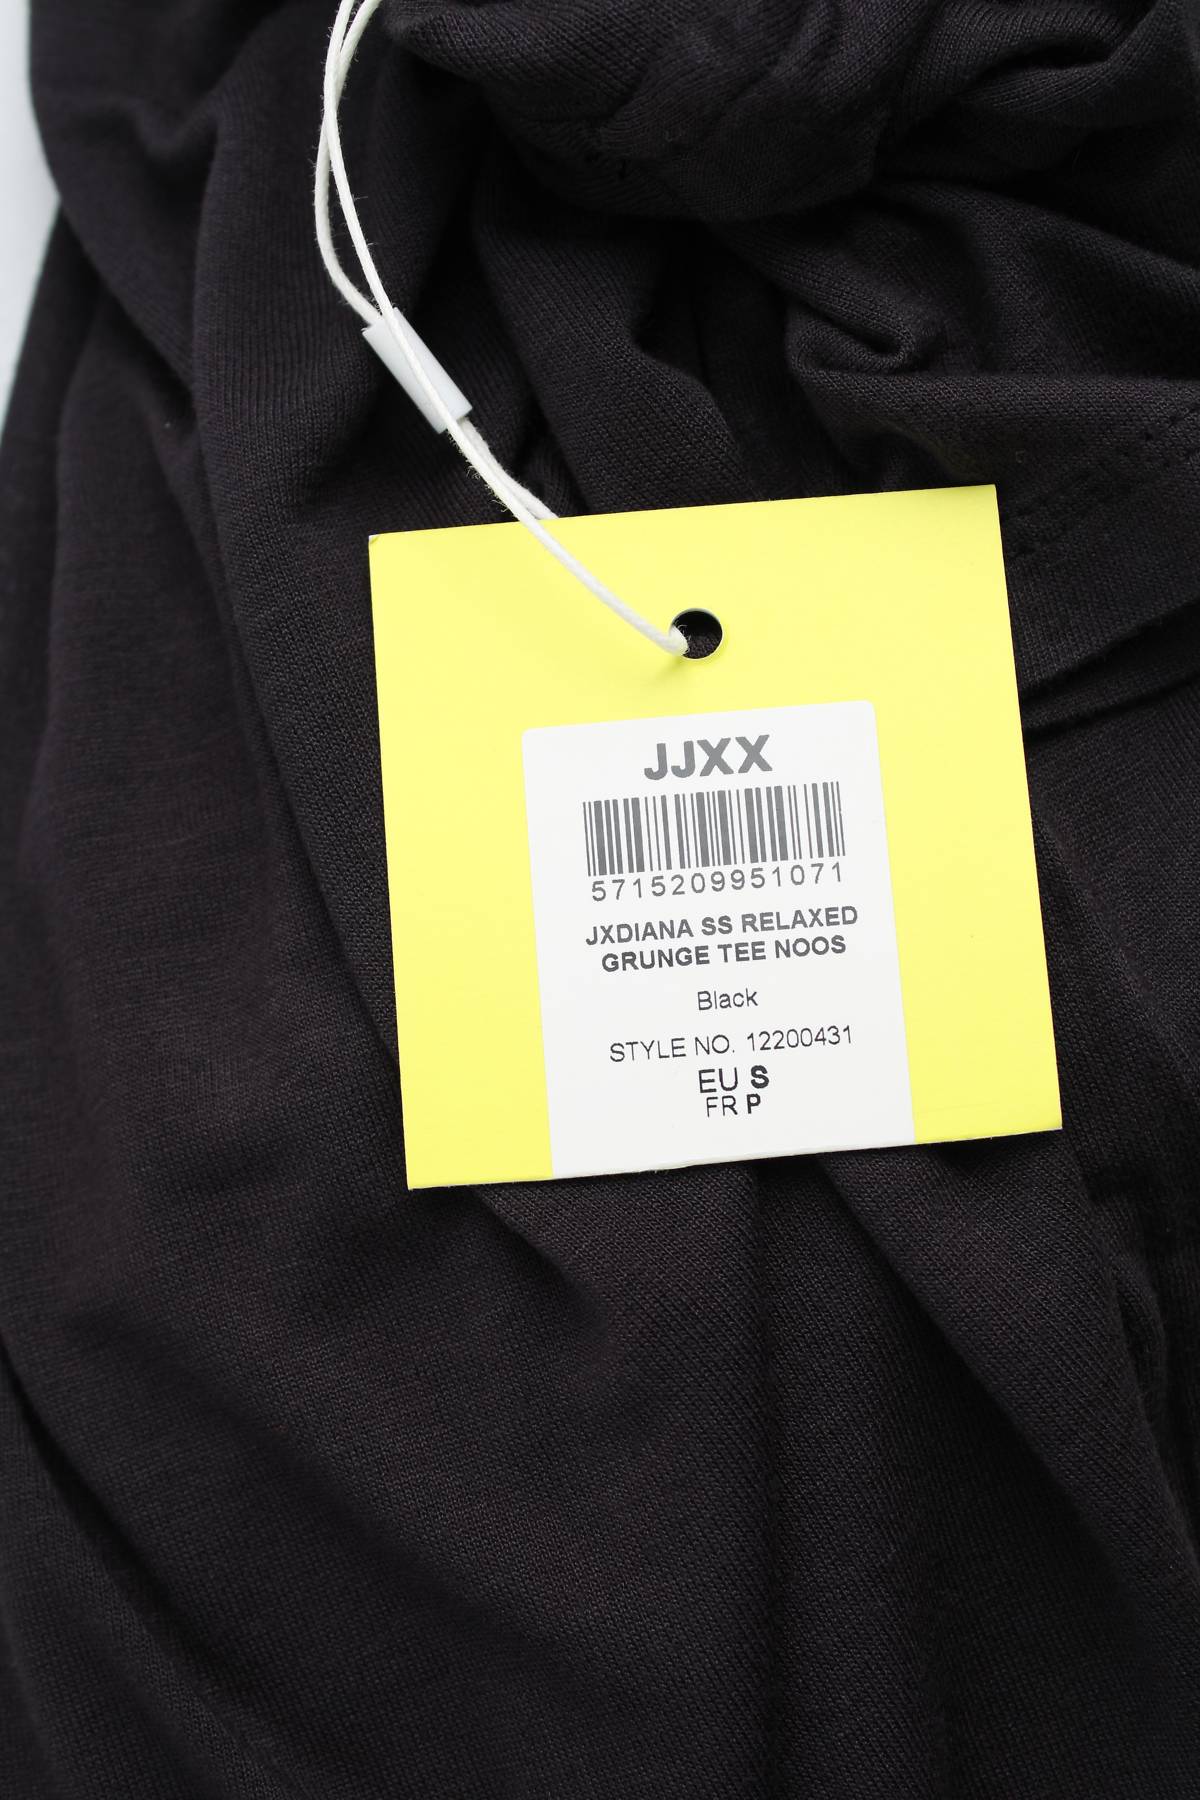 JJXX
5715209951071
JXDIANA SS RELAXED
GRUNGE TEE NOOS
Black
STYLE NO. 12200431
EU S
FR P